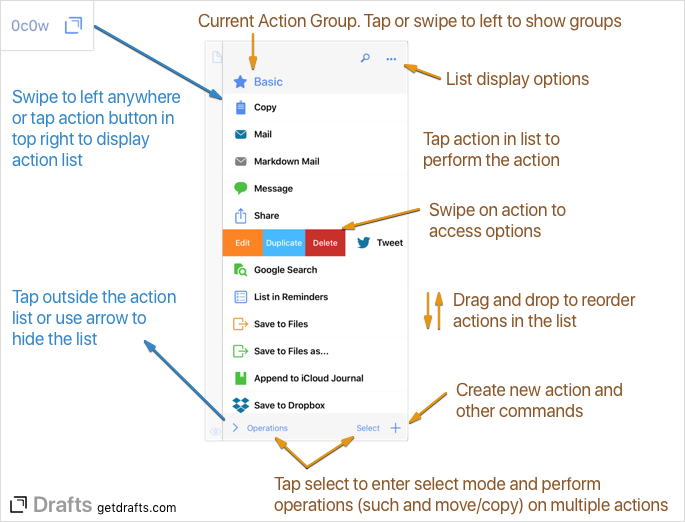 0c0w
Current Action Group. Tap or swipe to left to show groups
List display options
Swipe to left anywhere
or tap action button in
top right to display
action list
Tap action in list to
perform the action
Swipe on action to
access options
Tap outside the action
list or use arrow to
hide the list
Drag and drop to reorder
actions in the list
Create new action and
other commands
Basic
Copy
Mail
Markdown Mail
Message
Share
Edit Duplicate Delete Tweet
Google Search
List in Reminders
Save to Files
Save to Files as...
Append to iCloud Journal
Save to Dropbox
Operations Select
Tap select to enter select mode and perform
operations (such and move/copy) on multiple actions
Drafts getdrafts.com